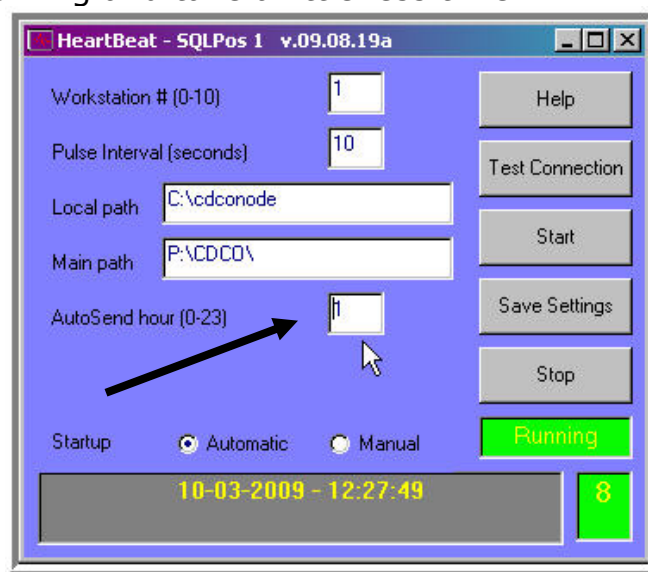 HeartBeat - SQLPos 1 v.09.08.19a
Workstation # (0-10) 1
Help
Pulse Interval (seconds) 10
Test Connection
Local path C:\cdconode
Start
Main path P:\CDCO\
AutoSend hour (0-23) 1
Save Settings
Stop
Startup Automatic Manual
Running
10-03-2009 - 12:27:49
8